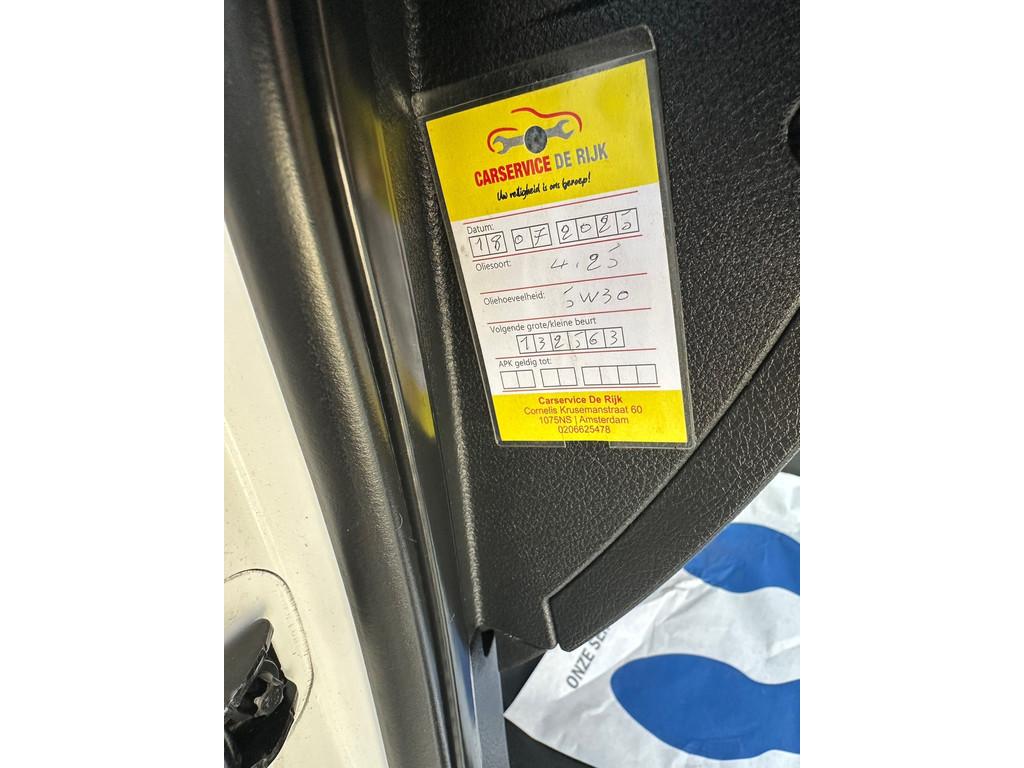 CARSERVICE DE RIJK
Uw veiligheid is ons beroep!
Datum:
18 07 2025
Oliesoort: 4.25
Oliehoeveelheid: 5W30
Volgende grote/kleine beurt
132563
APK geldig tot:
Carservice De Rijk
Cornelis Krusemanstraat 60
1075NS | Amsterdam
0206625478
ONZE